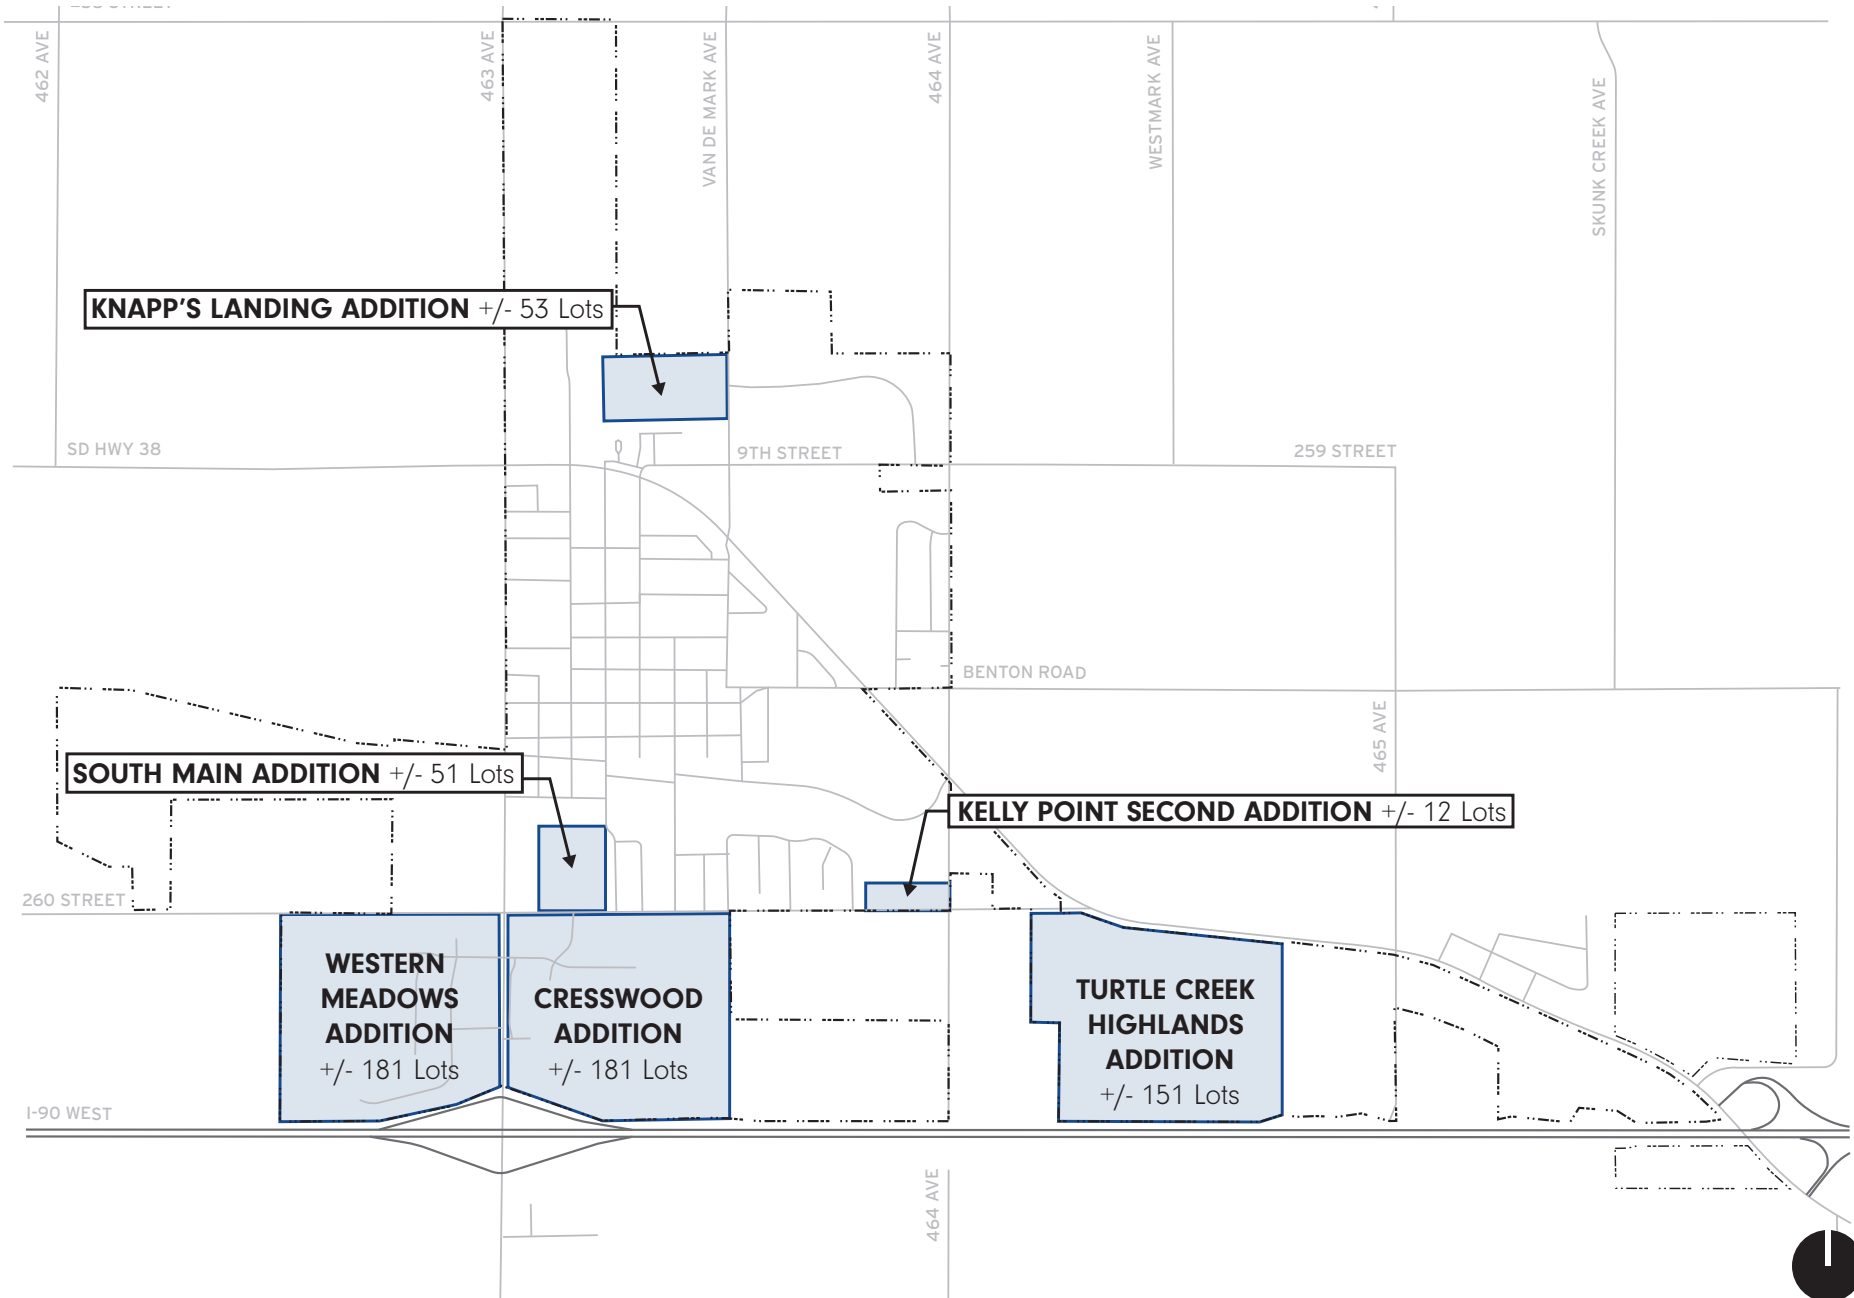 462 AVE
463 AVE
VAN DE MARK AVE
464 AVE
WESTMARK AVE
SKUNK CREEK AVE
KNAPP'S LANDING ADDITION +/- 53 Lots
SD HWY 38
9TH STREET
259 STREET
BENTON ROAD
465 AVE
SOUTH MAIN ADDITION +/- 51 Lots
KELLY POINT SECOND ADDITION +/- 12 Lots
260 STREET
WESTERN
MEADOWS
ADDITION
+/- 181 Lots
CRESSWOOD
ADDITION
+/- 181 Lots
TURTLE CREEK
HIGHLANDS
ADDITION
+/- 151 Lots
I-90 WEST
464 AVE